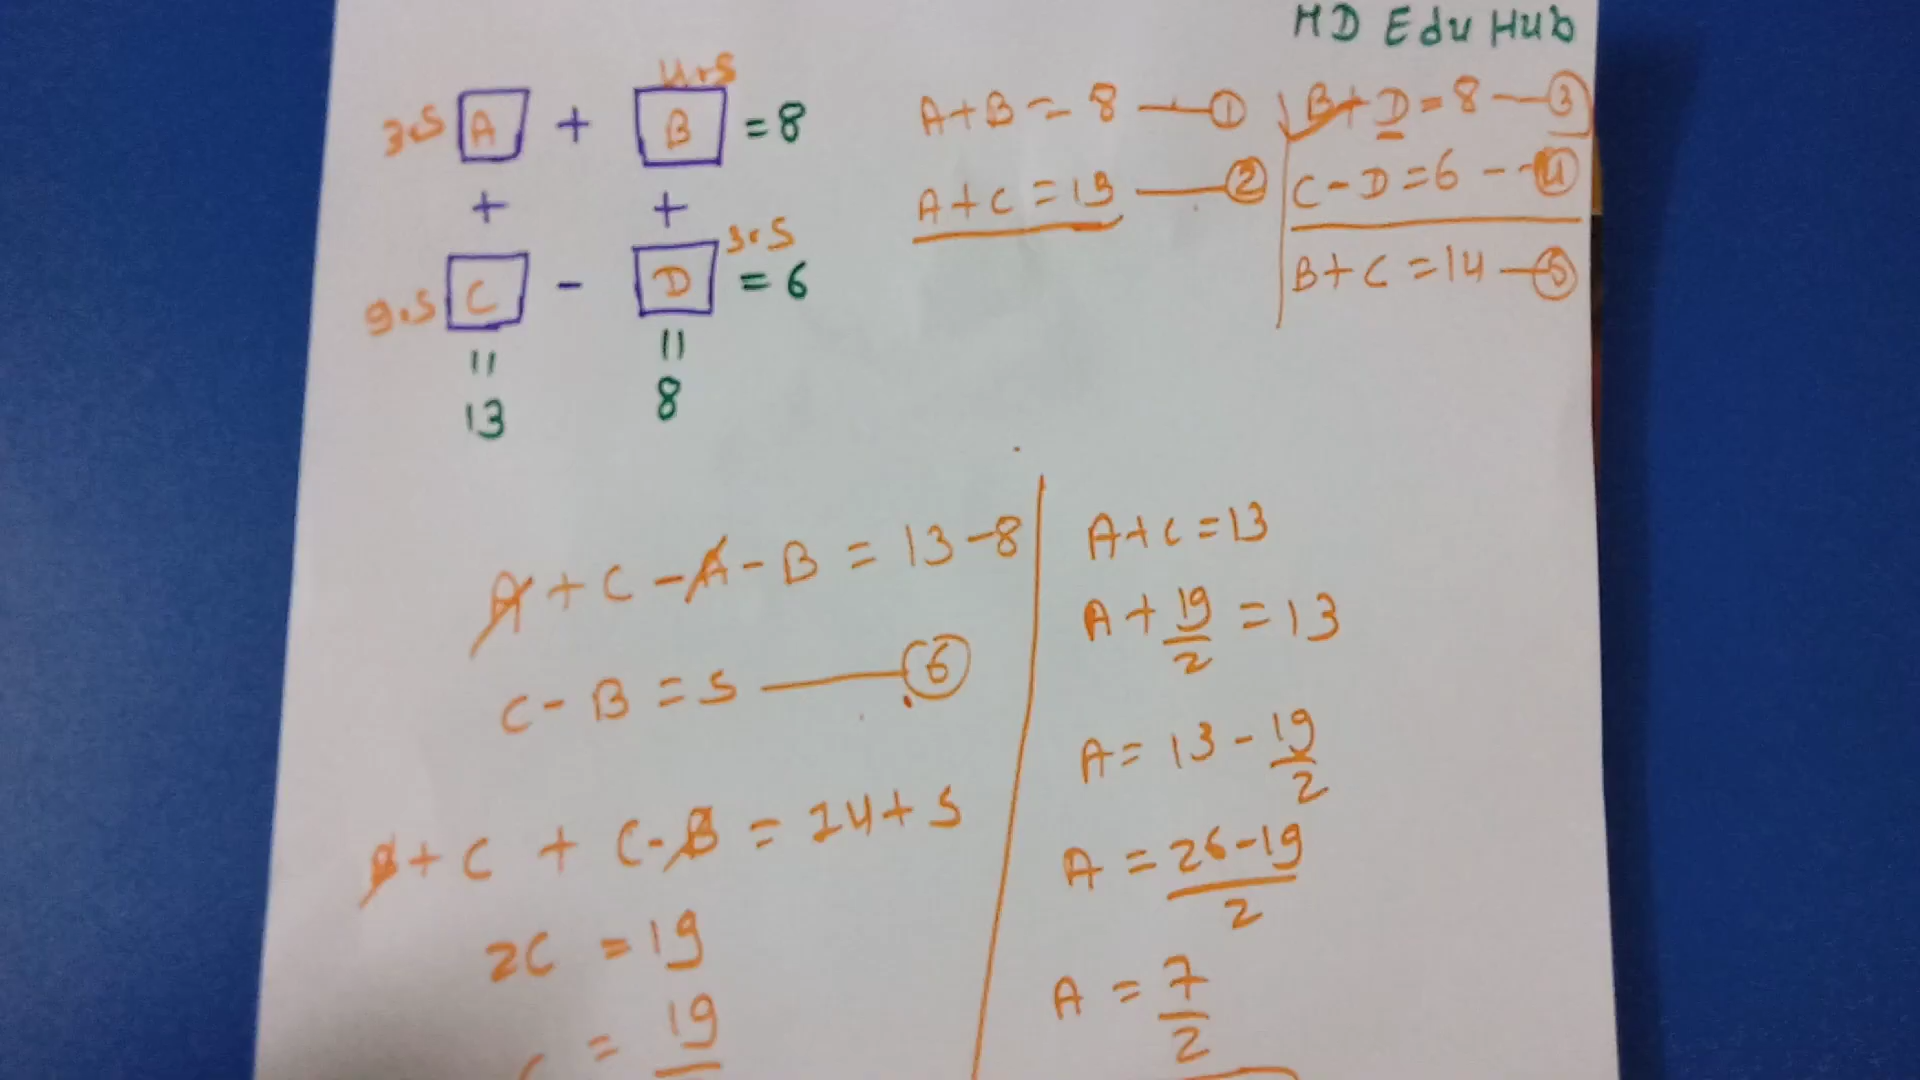 MD Edu Hub
4.5
3.5 A + B = 8
+ +
3.5
9.5 C - D = 6
= =
13 8
A+B = 8 — 1
A+C = 13 — 2
B+D = 8 — 3
C-D = 6 -- 4
B+C = 14 — 5
A + C - A - B = 13-8
C - B = 5 — 6
B + C + C - B = 14+5
2C = 19
C = 19
A+C = 13
A + 19/2 = 13
A = 13 - 19/2
A = 26-19/2
A = 7/2